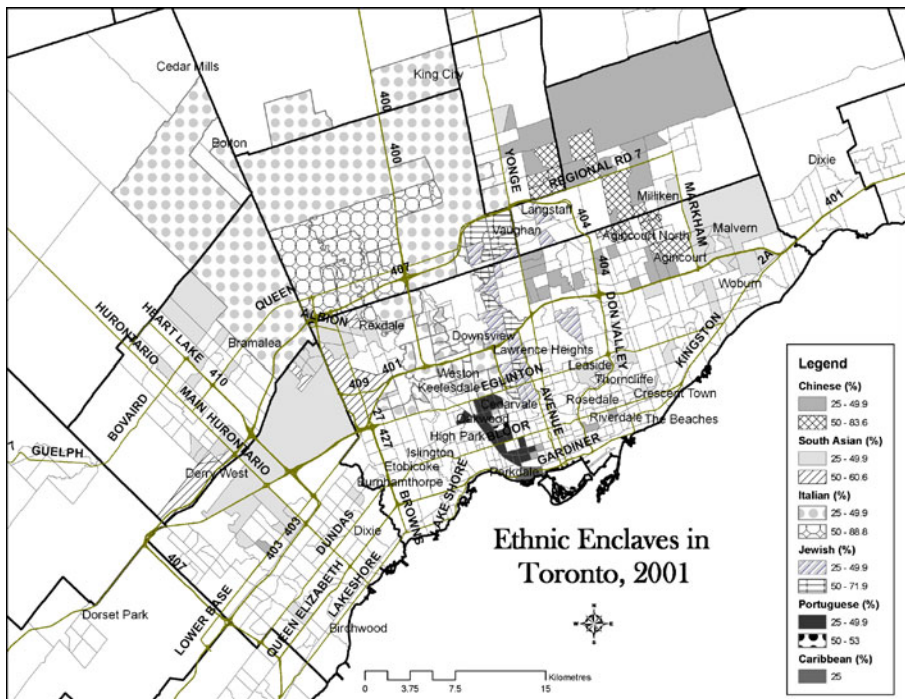 Cedar Mills
King City
400
Bolton
400
YONGE
REGIONAL RD 7
Dixie
401
Milliken
MARKHAM
Langstaff
404
Vaughan
Agincourt North
Malvern
Agincourt
2A
407
404
Woburn
QUEEN
HEART LAKE
HURONTARIO
ALBION
Rexdale
Bramalea
Downsview
DON VALLEY
KINGSTON
Lawrence Heights
401
409
Weston
Keelesdale
EGLINTON
Leaside
Thorncliffe
Crescent Town
410
MAIN HURONTARIO
BOVAIRD
27
427
Cedarvale
Oakwood
AVENUE
Rosedale
Riverdale
The Beaches
High Park
BLOOR
GUELPH
Islington
GARDINER
Derry West
Etobicoke
Parkdale
Burnhamthorpe
BROWNS
LAKE SHORE
403
403
DUNDAS
Dixie
407
Dorset Park
LOWER BASE
QUEEN ELIZABETH
LAKESHORE
Birchwood
Ethnic Enclaves in
Toronto, 2001
Kilometres
0 3.75 7.5 15
Legend
Chinese (%)
25 - 49.9
50 - 83.6
South Asian (%)
25 - 49.9
50 - 60.6
Italian (%)
25 - 49.9
50 - 88.8
Jewish (%)
25 - 49.9
50 - 71.9
Portuguese (%)
25 - 49.9
50 - 53
Caribbean (%)
25